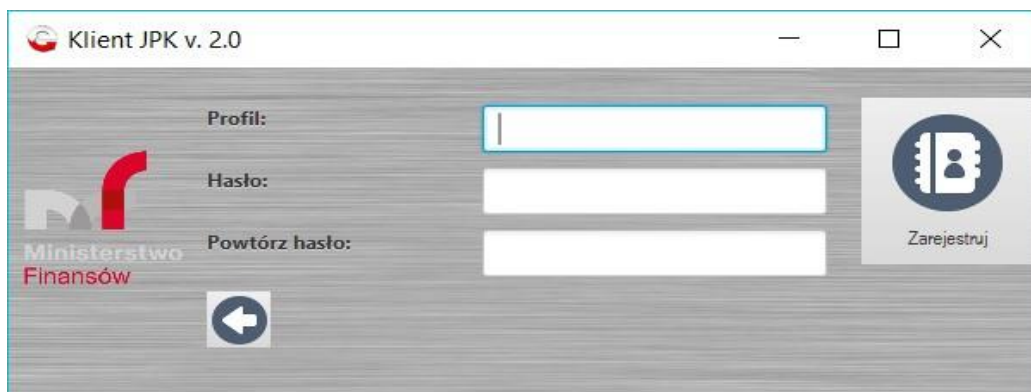 Klient JPK v. 2.0
Profil:
Hasło:
Powtórz hasło:
Zarejestruj
Ministerstwo
Finansów